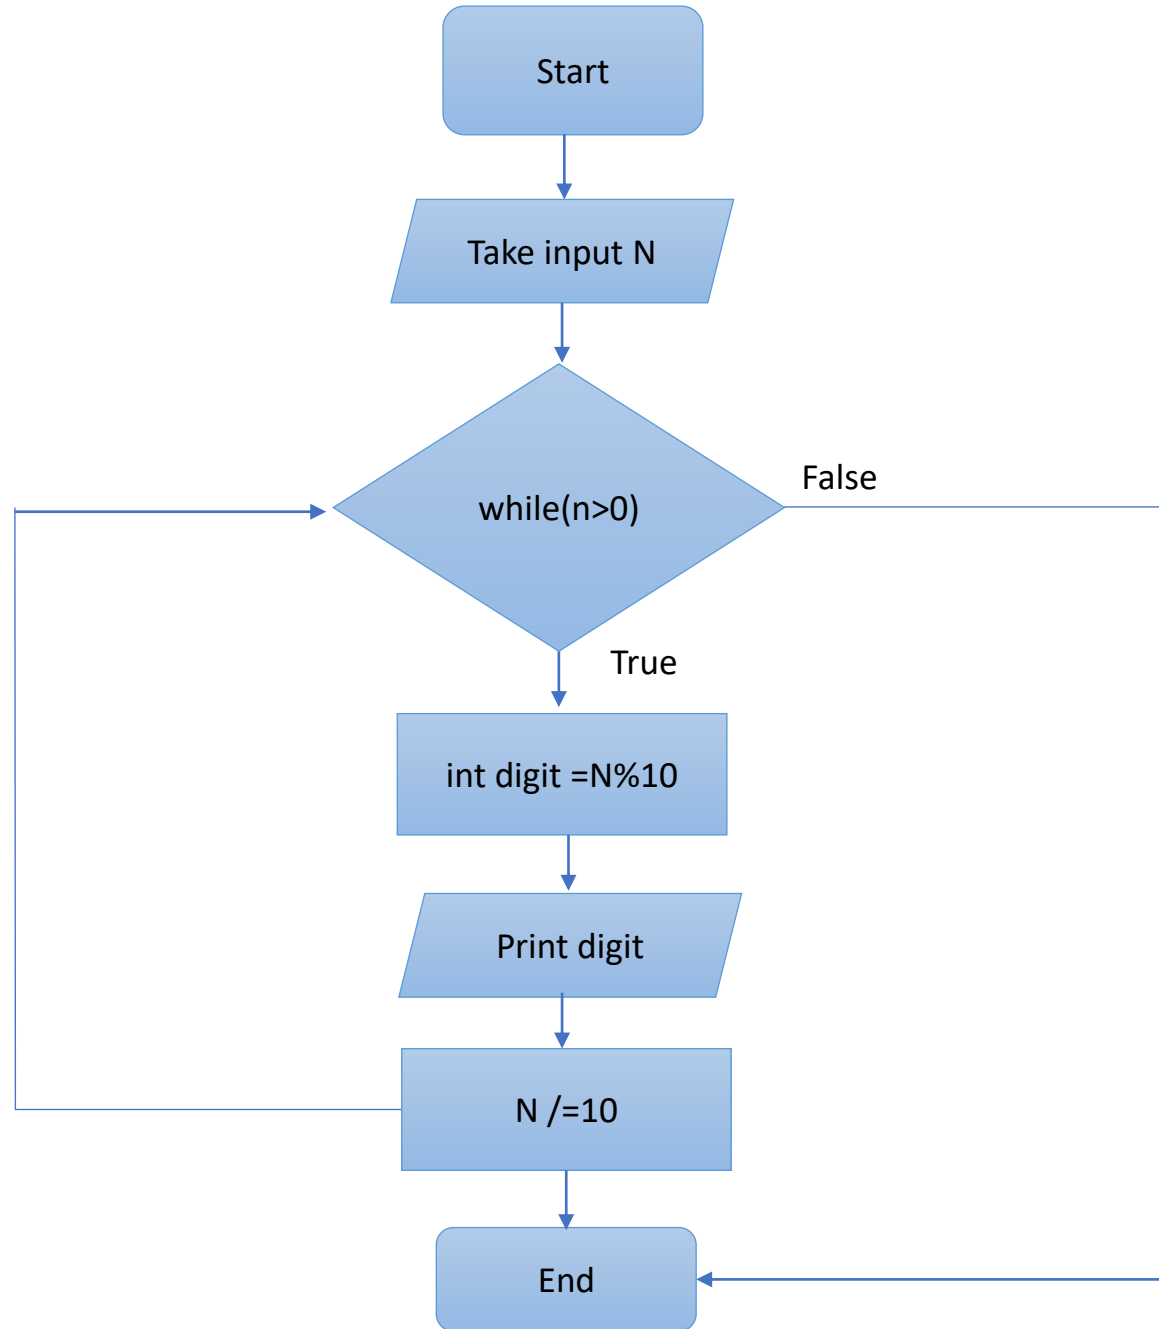 Start
Take input N
while(n>0)
False
True
int digit =N%10
Print digit
N /=10
End